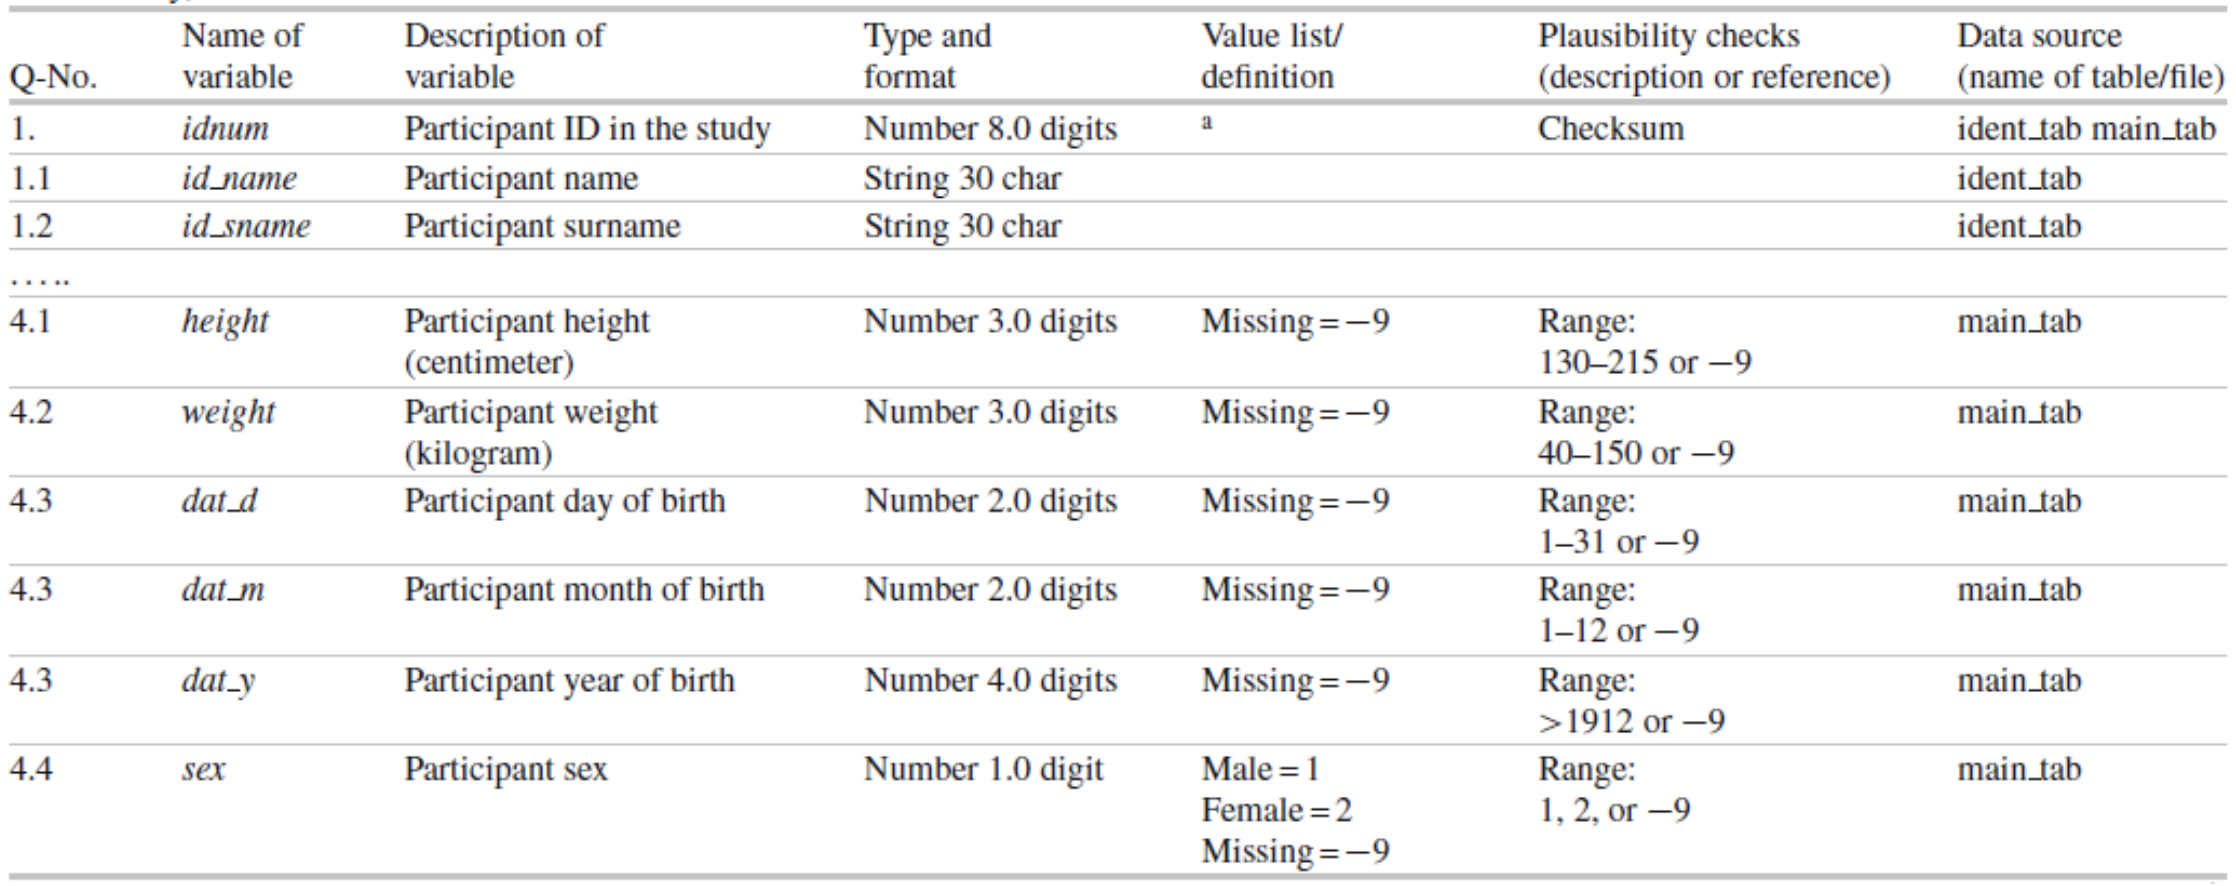 Q-No. Name of variable Description of variable Type and format Value list/ definition Plausibility checks (description or reference) Data source (name of table/file)
1. idnum Participant ID in the study Number 8.0 digits a Checksum ident_tab main_tab
1.1 id_name Participant name String 30 char ident_tab
1.2 id_sname Participant surname String 30 char ident_tab
.....
4.1 height Participant height Number 3.0 digits Missing = −9 Range: main_tab
(centimeter) 130–215 or −9
4.2 weight Participant weight Number 3.0 digits Missing = −9 Range: main_tab
(kilogram) 40–150 or −9
4.3 dat_d Participant day of birth Number 2.0 digits Missing = −9 Range: main_tab
1–31 or −9
4.3 dat_m Participant month of birth Number 2.0 digits Missing = −9 Range: main_tab
1–12 or −9
4.3 dat_y Participant year of birth Number 4.0 digits Missing = −9 Range: main_tab
>1912 or −9
4.4 sex Participant sex Number 1.0 digit Male = 1 Range: main_tab
Female = 2 1, 2, or −9
Missing = −9